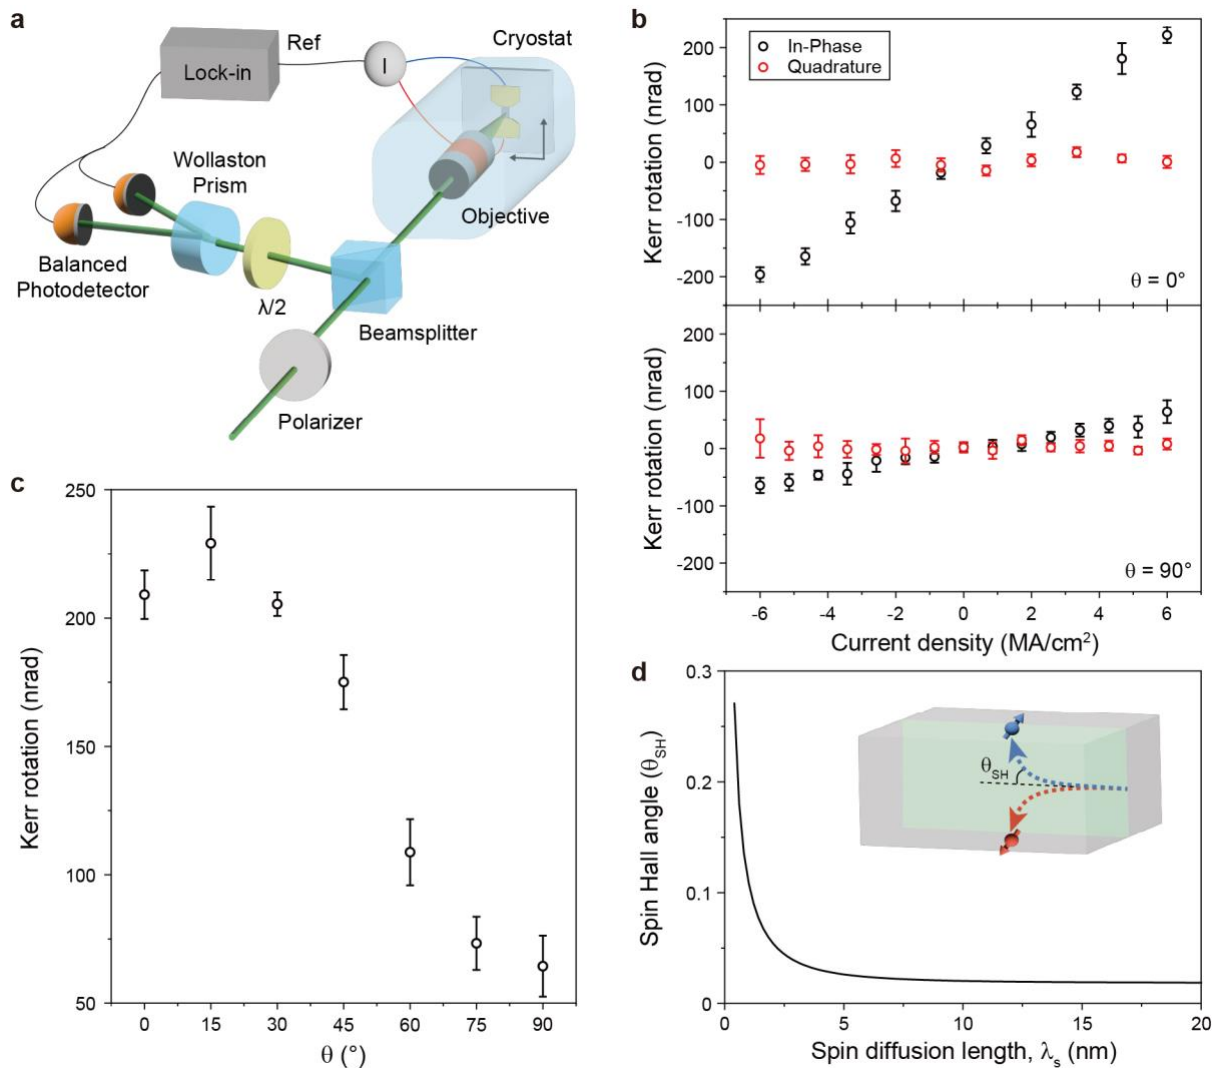 a
Ref
Cryostat
Lock-in
I
Wollaston
Prism
Objective
Balanced
Photodetector
λ/2
Beamsplitter
Polarizer
b
In-Phase
Quadrature
200
100
0
-100
-200
Kerr rotation (nrad)
θ = 0°
200
100
0
-100
-200
Kerr rotation (nrad)
θ = 90°
-6 -4 -2 0 2 4 6
Current density (MA/cm²)
c
250
200
150
100
50
Kerr rotation (nrad)
0 15 30 45 60 75 90
θ (°)
d
0.3
0.2
0.1
0
Spin Hall angle (θSH)
θSH
0 5 10 15 20
Spin diffusion length, λs (nm)